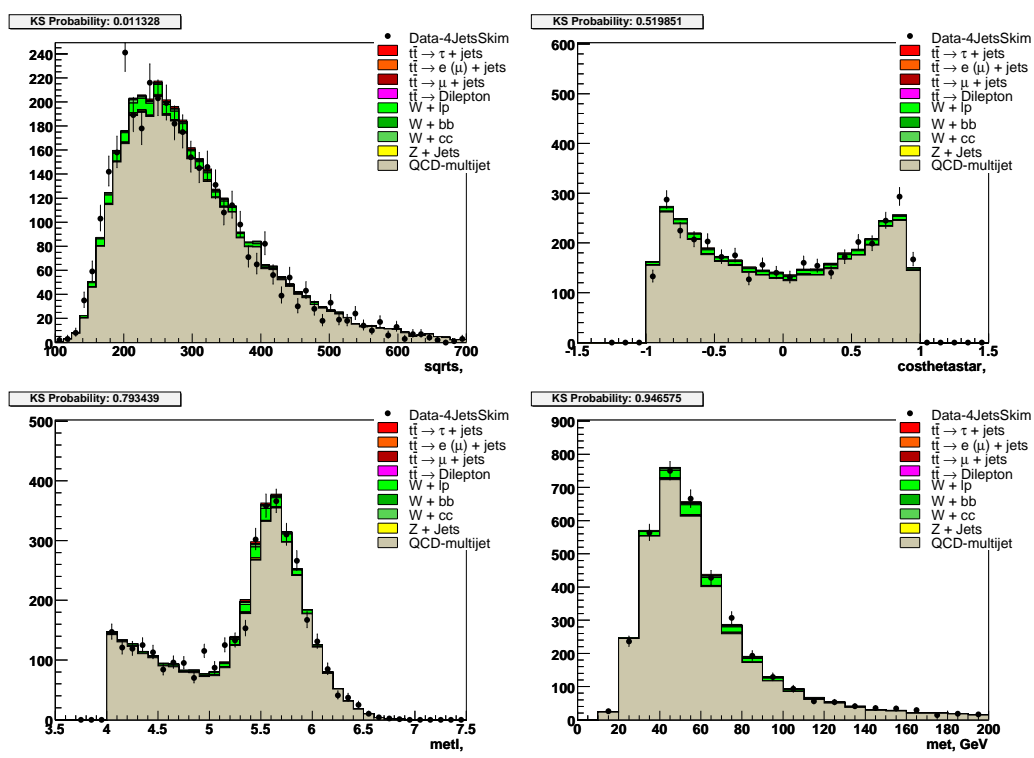 KS Probability: 0.011328
Data-4JetsSkim
tt̄ → τ + jets
tt̄ → e (μ) + jets
tt̄ → μ + jets
tt̄ → Dilepton
W + lp
W + bb
W + cc
Z + Jets
QCD-multijet
240
220
200
180
160
140
120
100
80
60
40
20
0
100 200 300 400 500 600 700
sqrts,
KS Probability: 0.519851
Data-4JetsSkim
tt̄ → τ + jets
tt̄ → e (μ) + jets
tt̄ → μ + jets
tt̄ → Dilepton
W + lp
W + bb
W + cc
Z + Jets
QCD-multijet
600
500
400
300
200
100
0
-1.5 -1 -0.5 0 0.5 1 1.5
costhetastar,
KS Probability: 0.793439
Data-4JetsSkim
tt̄ → τ + jets
tt̄ → e (μ) + jets
tt̄ → μ + jets
tt̄ → Dilepton
W + lp
W + bb
W + cc
Z + Jets
QCD-multijet
500
400
300
200
100
0
3.5 4 4.5 5 5.5 6 6.5 7 7.5
metl,
KS Probability: 0.946575
Data-4JetsSkim
tt̄ → τ + jets
tt̄ → e (μ) + jets
tt̄ → μ + jets
tt̄ → Dilepton
W + lp
W + bb
W + cc
Z + Jets
QCD-multijet
900
800
700
600
500
400
300
200
100
0
0 20 40 60 80 100 120 140 160 180 200
met, GeV